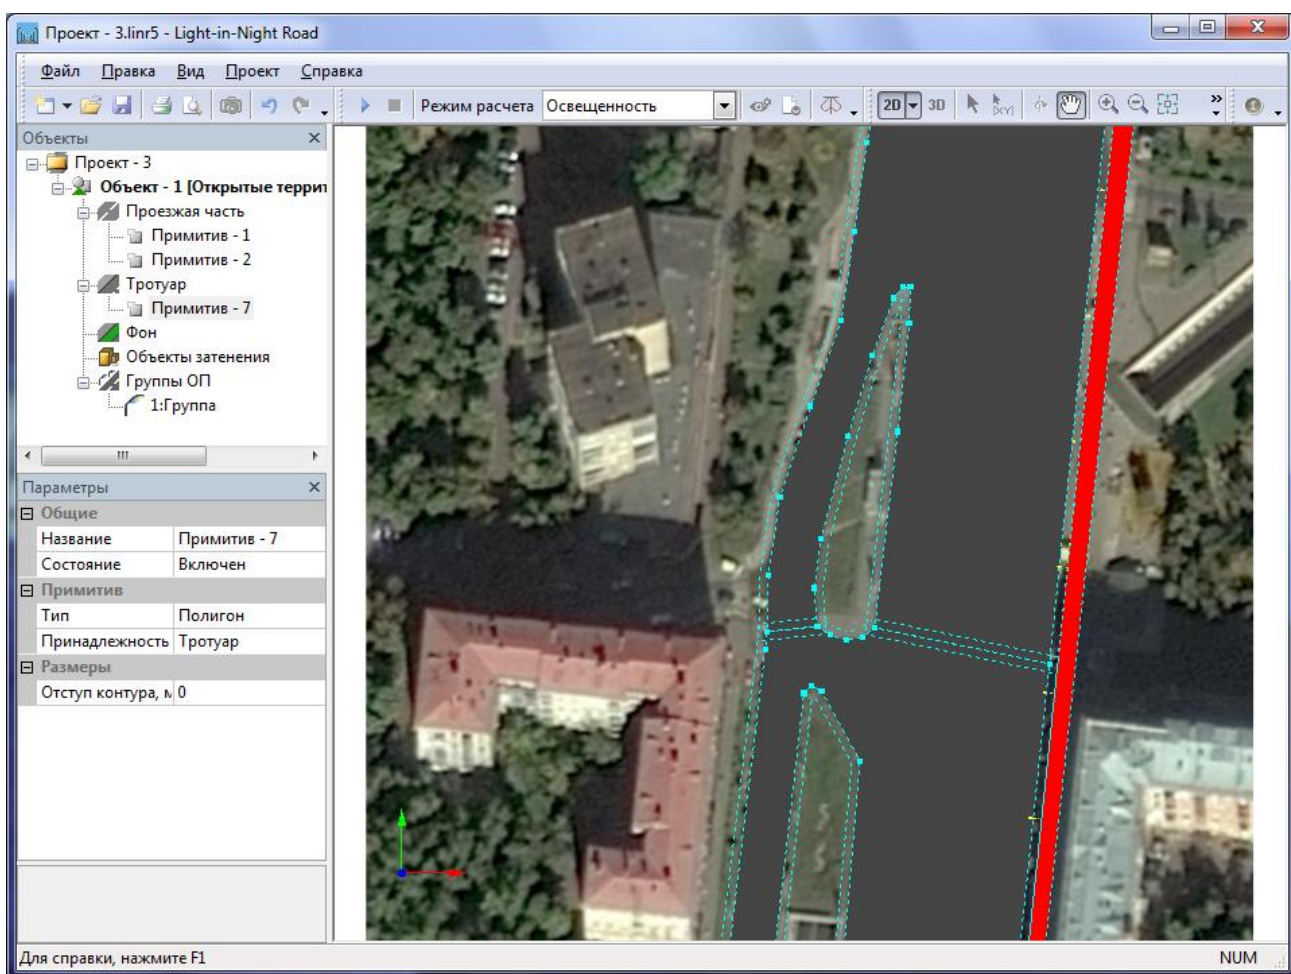 Проект - 3.linr5 - Light-in-Night Road
Файл Правка Вид Проект Справка
Режим расчета Освещенность 2D 3D
Объекты
Проект - 3
Объект - 1 [Открытые террит
Проезжая часть
Примитив - 1
Примитив - 2
Тротуар
Примитив - 7
Фон
Объекты затенения
Группы ОП
1:Группа
Параметры
Общие
Название Примитив - 7
Состояние Включен
Примитив
Тип Полигон
Принадлежность Тротуар
Размеры
Отступ контура, м 0
Для справки, нажмите F1 NUM